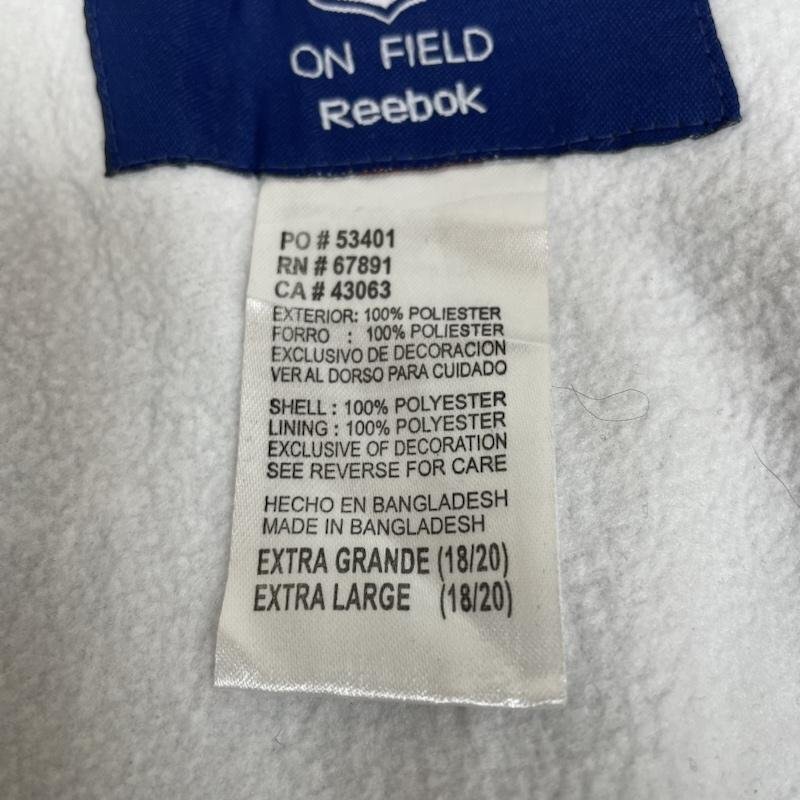 ON FIELD
Reebok
PO # 53401
RN # 67891
CA # 43063
EXTERIOR: 100% POLIESTER
FORRO : 100% POLIESTER
EXCLUSIVO DE DECORACION
VER AL DORSO PARA CUIDADO
SHELL : 100% POLYESTER
LINING : 100% POLYESTER
EXCLUSIVE OF DECORATION
SEE REVERSE FOR CARE
HECHO EN BANGLADESH
MADE IN BANGLADESH
EXTRA GRANDE (18/20)
EXTRA LARGE (18/20)